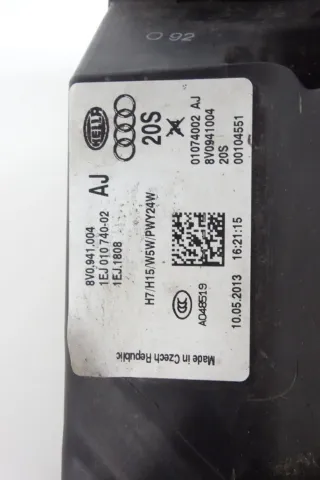 O 92
HELLA
20S
01074002 AJ
8V0941004
20S
00104551
AJ
8V0.941.004
1EJ 010 740-02
1EJ.1808
H7/H15/W5W/PWY24W
CCC
A048519
10.05.2013 16:21:15
Made in Czech Republic